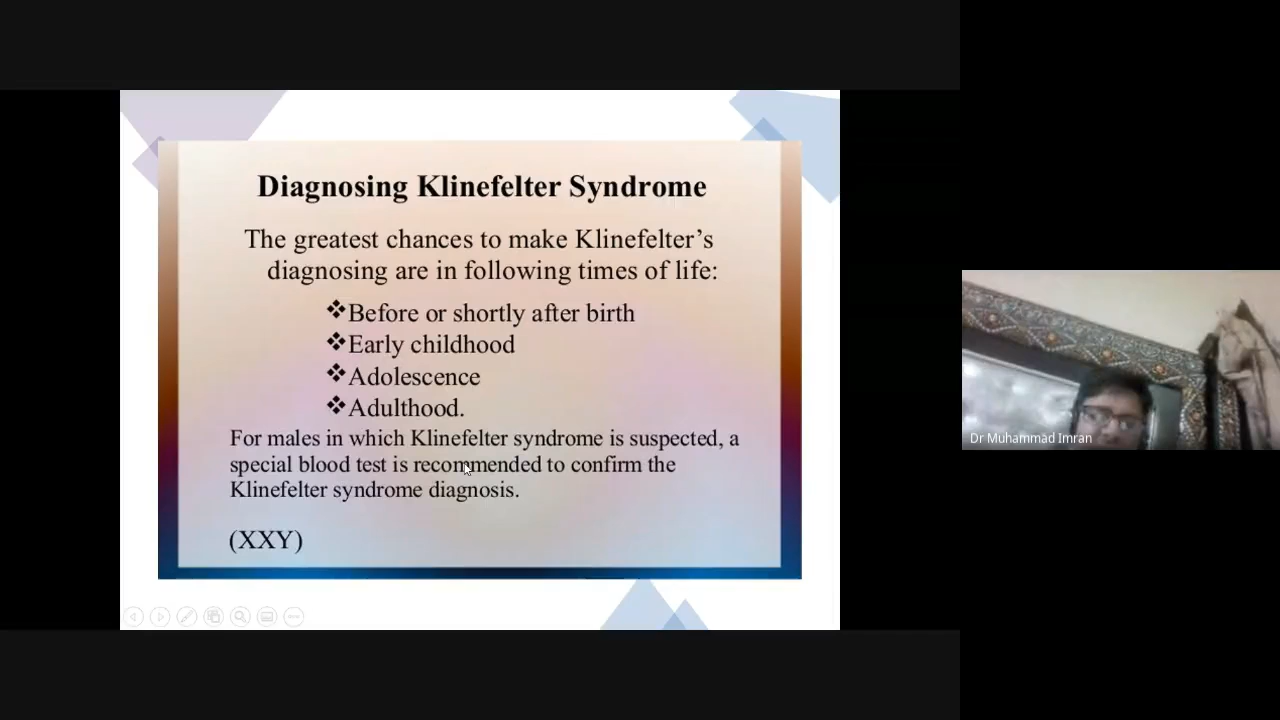 Diagnosing Klinefelter Syndrome
The greatest chances to make Klinefelter’s
diagnosing are in following times of life:
❖Before or shortly after birth
❖Early childhood
❖Adolescence
❖Adulthood.
For males in which Klinefelter syndrome is suspected, a
special blood test is recommended to confirm the
Klinefelter syndrome diagnosis.
(XXY)
Dr Muhammad Imran